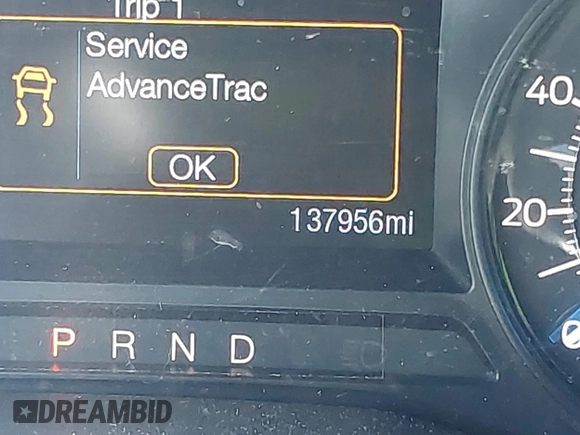 Trip 1
Service
AdvanceTrac
OK
137956mi
40
20
P R N D
DREAMBID